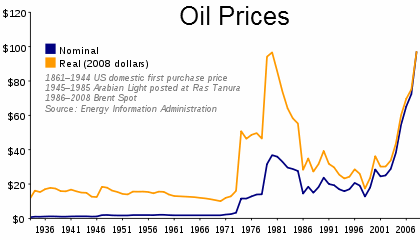 Oil Prices
$120
$100
$80
$60
$40
$20
$0
Nominal
Real (2008 dollars)
1861–1944 US domestic first purchase price
1945–1985 Arabian Light posted at Ras Tanura
1986–2008 Brent Spot
Source: Energy Information Administration
1936 1941 1946 1951 1956 1961 1966 1971 1976 1981 1986 1991 1996 2001 2006